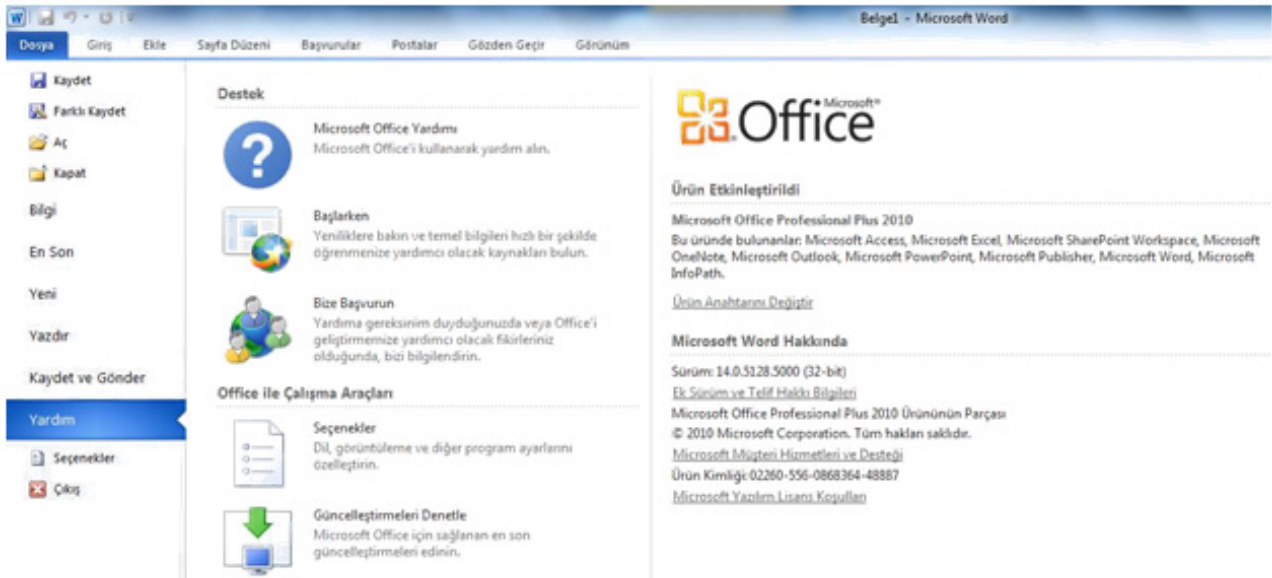 Belge1 - Microsoft Word
Dosya Giriş Ekle Sayfa Düzeni Başvurular Postalar Gözden Geçir Görünüm
Kaydet
Farklı Kaydet
Aç
Kapat
Bilgi
En Son
Yeni
Yazdır
Kaydet ve Gönder
Yardım
Seçenekler
Çıkış
Destek
Microsoft Office Yardımı
Microsoft Office'i kullanarak yardım alın.
Başlarken
Yeniliklere bakın ve temel bilgileri hızlı bir şekilde
öğrenmenize yardımcı olacak kaynakları bulun.
Bize Başvurun
Yardıma gereksinim duyduğunuzda veya Office'i
geliştirmemize yardımcı olacak fikirleriniz
olduğunda, bizi bilgilendirin.
Office ile Çalışma Araçları
Seçenekler
Dil, görüntüleme ve diğer program ayarlarını
özelleştirin.
Güncelleştirmeleri Denetle
Microsoft Office için sağlanan en son
güncelleştirmeleri edinin.
Microsoft®
Office
Ürün Etkinleştirildi
Microsoft Office Professional Plus 2010
Bu üründe bulunanlar: Microsoft Access, Microsoft Excel, Microsoft SharePoint Workspace, Microsoft
OneNote, Microsoft Outlook, Microsoft PowerPoint, Microsoft Publisher, Microsoft Word, Microsoft
InfoPath.
Ürün Anahtarını Değiştir
Microsoft Word Hakkında
Sürüm: 14.0.5128.5000 (32-bit)
Ek Sürüm ve Telif Hakkı Bilgileri
Microsoft Office Professional Plus 2010 Ürününün Parçası
© 2010 Microsoft Corporation. Tüm hakları saklıdır.
Microsoft Müşteri Hizmetleri ve Desteği
Ürün Kimliği: 02260-556-0868364-48887
Microsoft Yazılım Lisans Koşulları